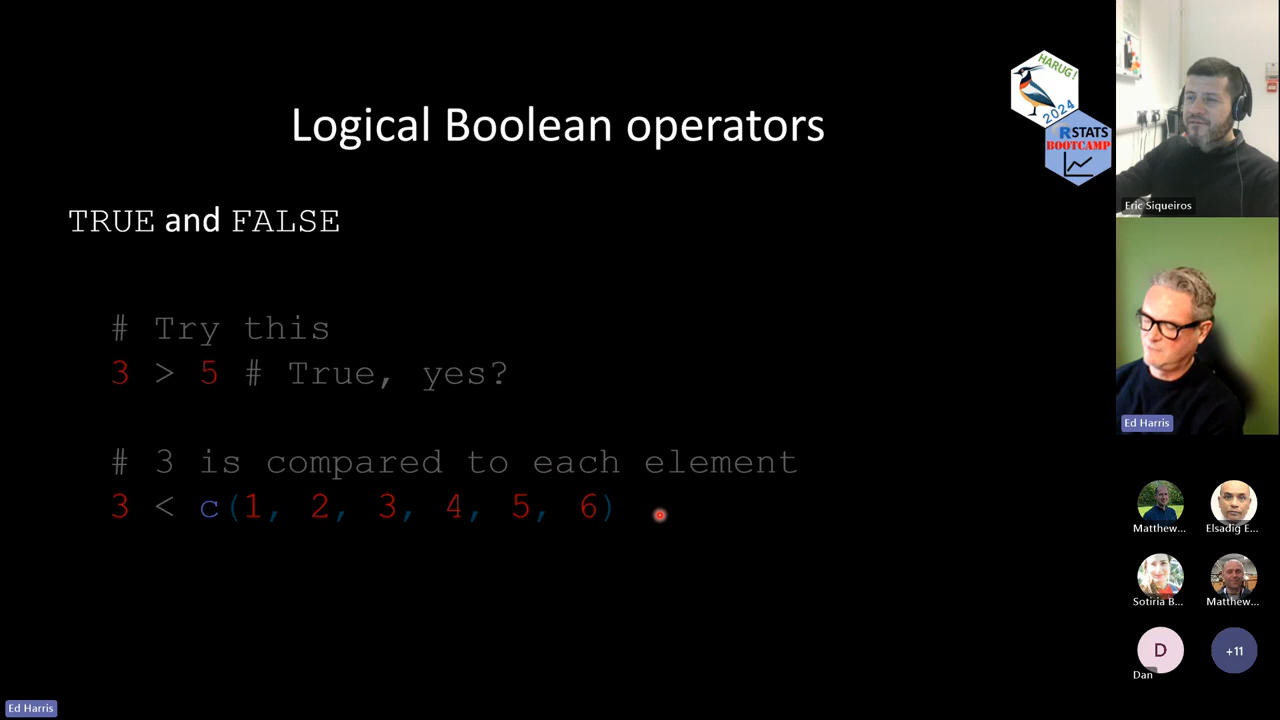 Logical Boolean operators
TRUE and FALSE
# Try this
3 > 5 # True, yes?
# 3 is compared to each element
3 < c(1, 2, 3, 4, 5, 6)
HARUG!
2024
RSTATS
BOOTCAMP
Eric Siqueiros
Ed Harris
Matthew...
Elsadig E...
Sotiria B...
Matthew...
D
Dan
+11
Ed Harris